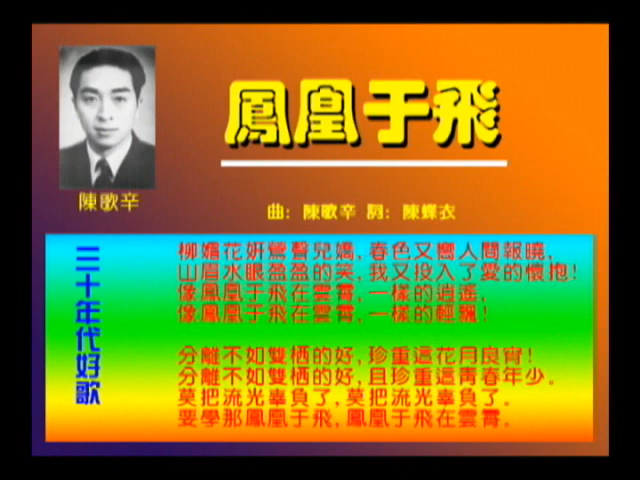 鳳凰于飛
陳歌辛
曲: 陳歌辛 詞: 陳蝶衣
三十年代好歌
柳媚花妍鶯聲兒嬌,春色又嚮人間報曉,
山眉水眼盈盈的笑,我又投入了愛的懷抱!
像鳳凰于飛在雲霄,一樣的逍遙,
像鳳凰于飛在雲霄,一樣的輕飄!
分離不如雙栖的好,珍重這花月良宵!
分離不如雙栖的好,且珍重這青春年少。
莫把流光辜負了,莫把流光辜負了。
要學那鳳凰于飛,鳳凰于飛在雲霄。